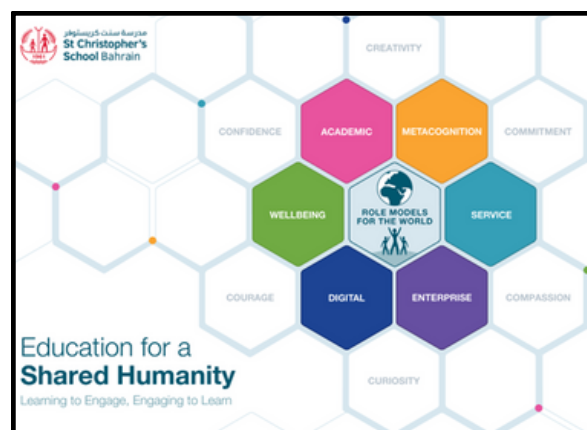 مدرسة سنت كريستوفر
St Christopher's
School Bahrain
1961
CREATIVITY
CONFIDENCE
ACADEMIC
METACOGNITION
COMMITMENT
WELLBEING
ROLE MODELS
FOR THE WORLD
SERVICE
COURAGE
DIGITAL
ENTERPRISE
COMPASSION
CURIOSITY
Education for a
Shared Humanity
Learning to Engage, Engaging to Learn